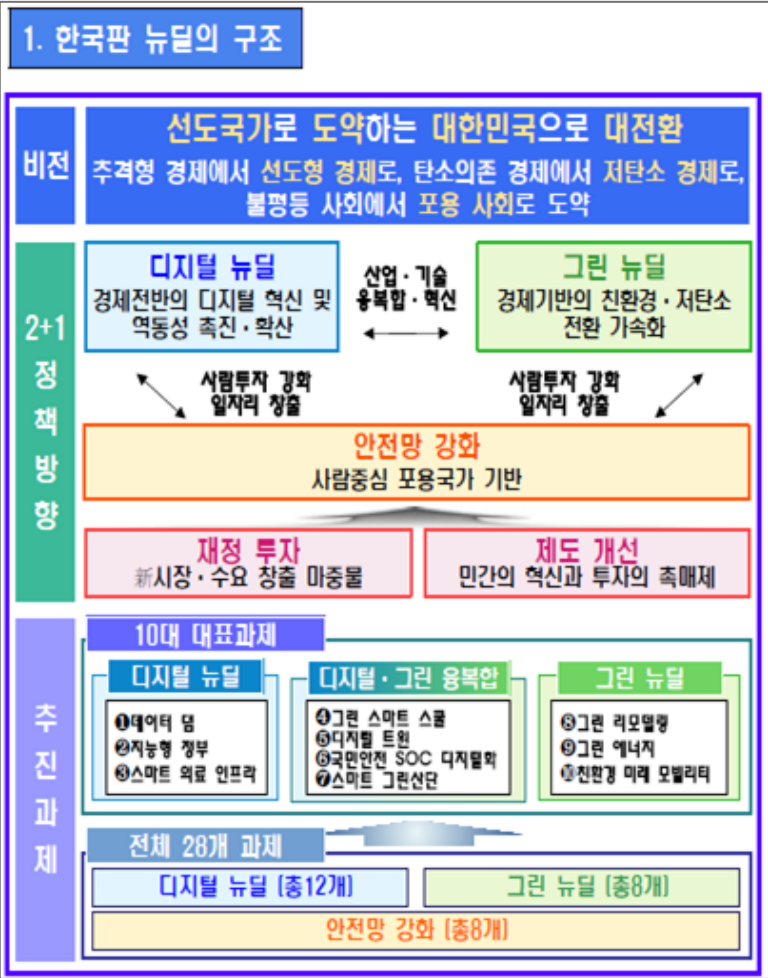 1. 한국판 뉴딜의 구조
비전
선도국가로 도약하는 대한민국으로 대전환
추격형 경제에서 선도형 경제로, 탄소의존 경제에서 저탄소 경제로,
불평등 사회에서 포용 사회로 도약
2+1
정
책
방
향
디지털 뉴딜
경제전반의 디지털 혁신 및
역동성 촉진·확산
산업·기술
융복합·혁신
그린 뉴딜
경제기반의 친환경·저탄소
전환 가속화
사람투자 강화
일자리 창출
사람투자 강화
일자리 창출
안전망 강화
사람중심 포용국가 기반
재정 투자
新시장·수요 창출 마중물
제도 개선
민간의 혁신과 투자의 촉매제
추
진
과
제
10대 대표과제
디지털 뉴딜
❶데이터 댐
❷지능형 정부
❸스마트 의료 인프라
디지털·그린 융복합
❹그린 스마트 스쿨
❺디지털 트윈
❻국민안전 SOC 디지털화
❼스마트 그린산단
그린 뉴딜
❽그린 리모델링
❾그린 에너지
❿친환경 미래 모빌리티
전체 28개 과제
디지털 뉴딜 (총12개)
그린 뉴딜 (총8개)
안전망 강화 (총8개)